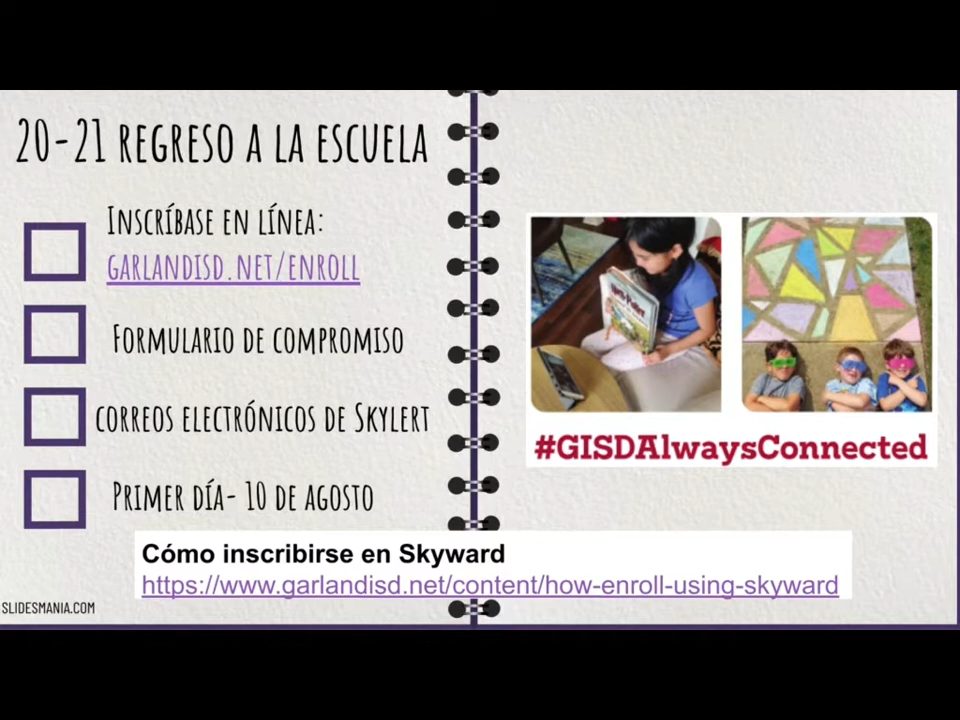 20-21 REGRESO A LA ESCUELA
INSCRÍBASE EN LÍNEA:
GARLANDISD.NET/ENROLL
FORMULARIO DE COMPROMISO
CORREOS ELECTRÓNICOS DE SKYLERT
PRIMER DÍA- 10 DE AGOSTO
#GISDAlwaysConnected
Cómo inscribirse en Skyward
https://www.garlandisd.net/content/how-enroll-using-skyward
SLIDESMANIA.COM